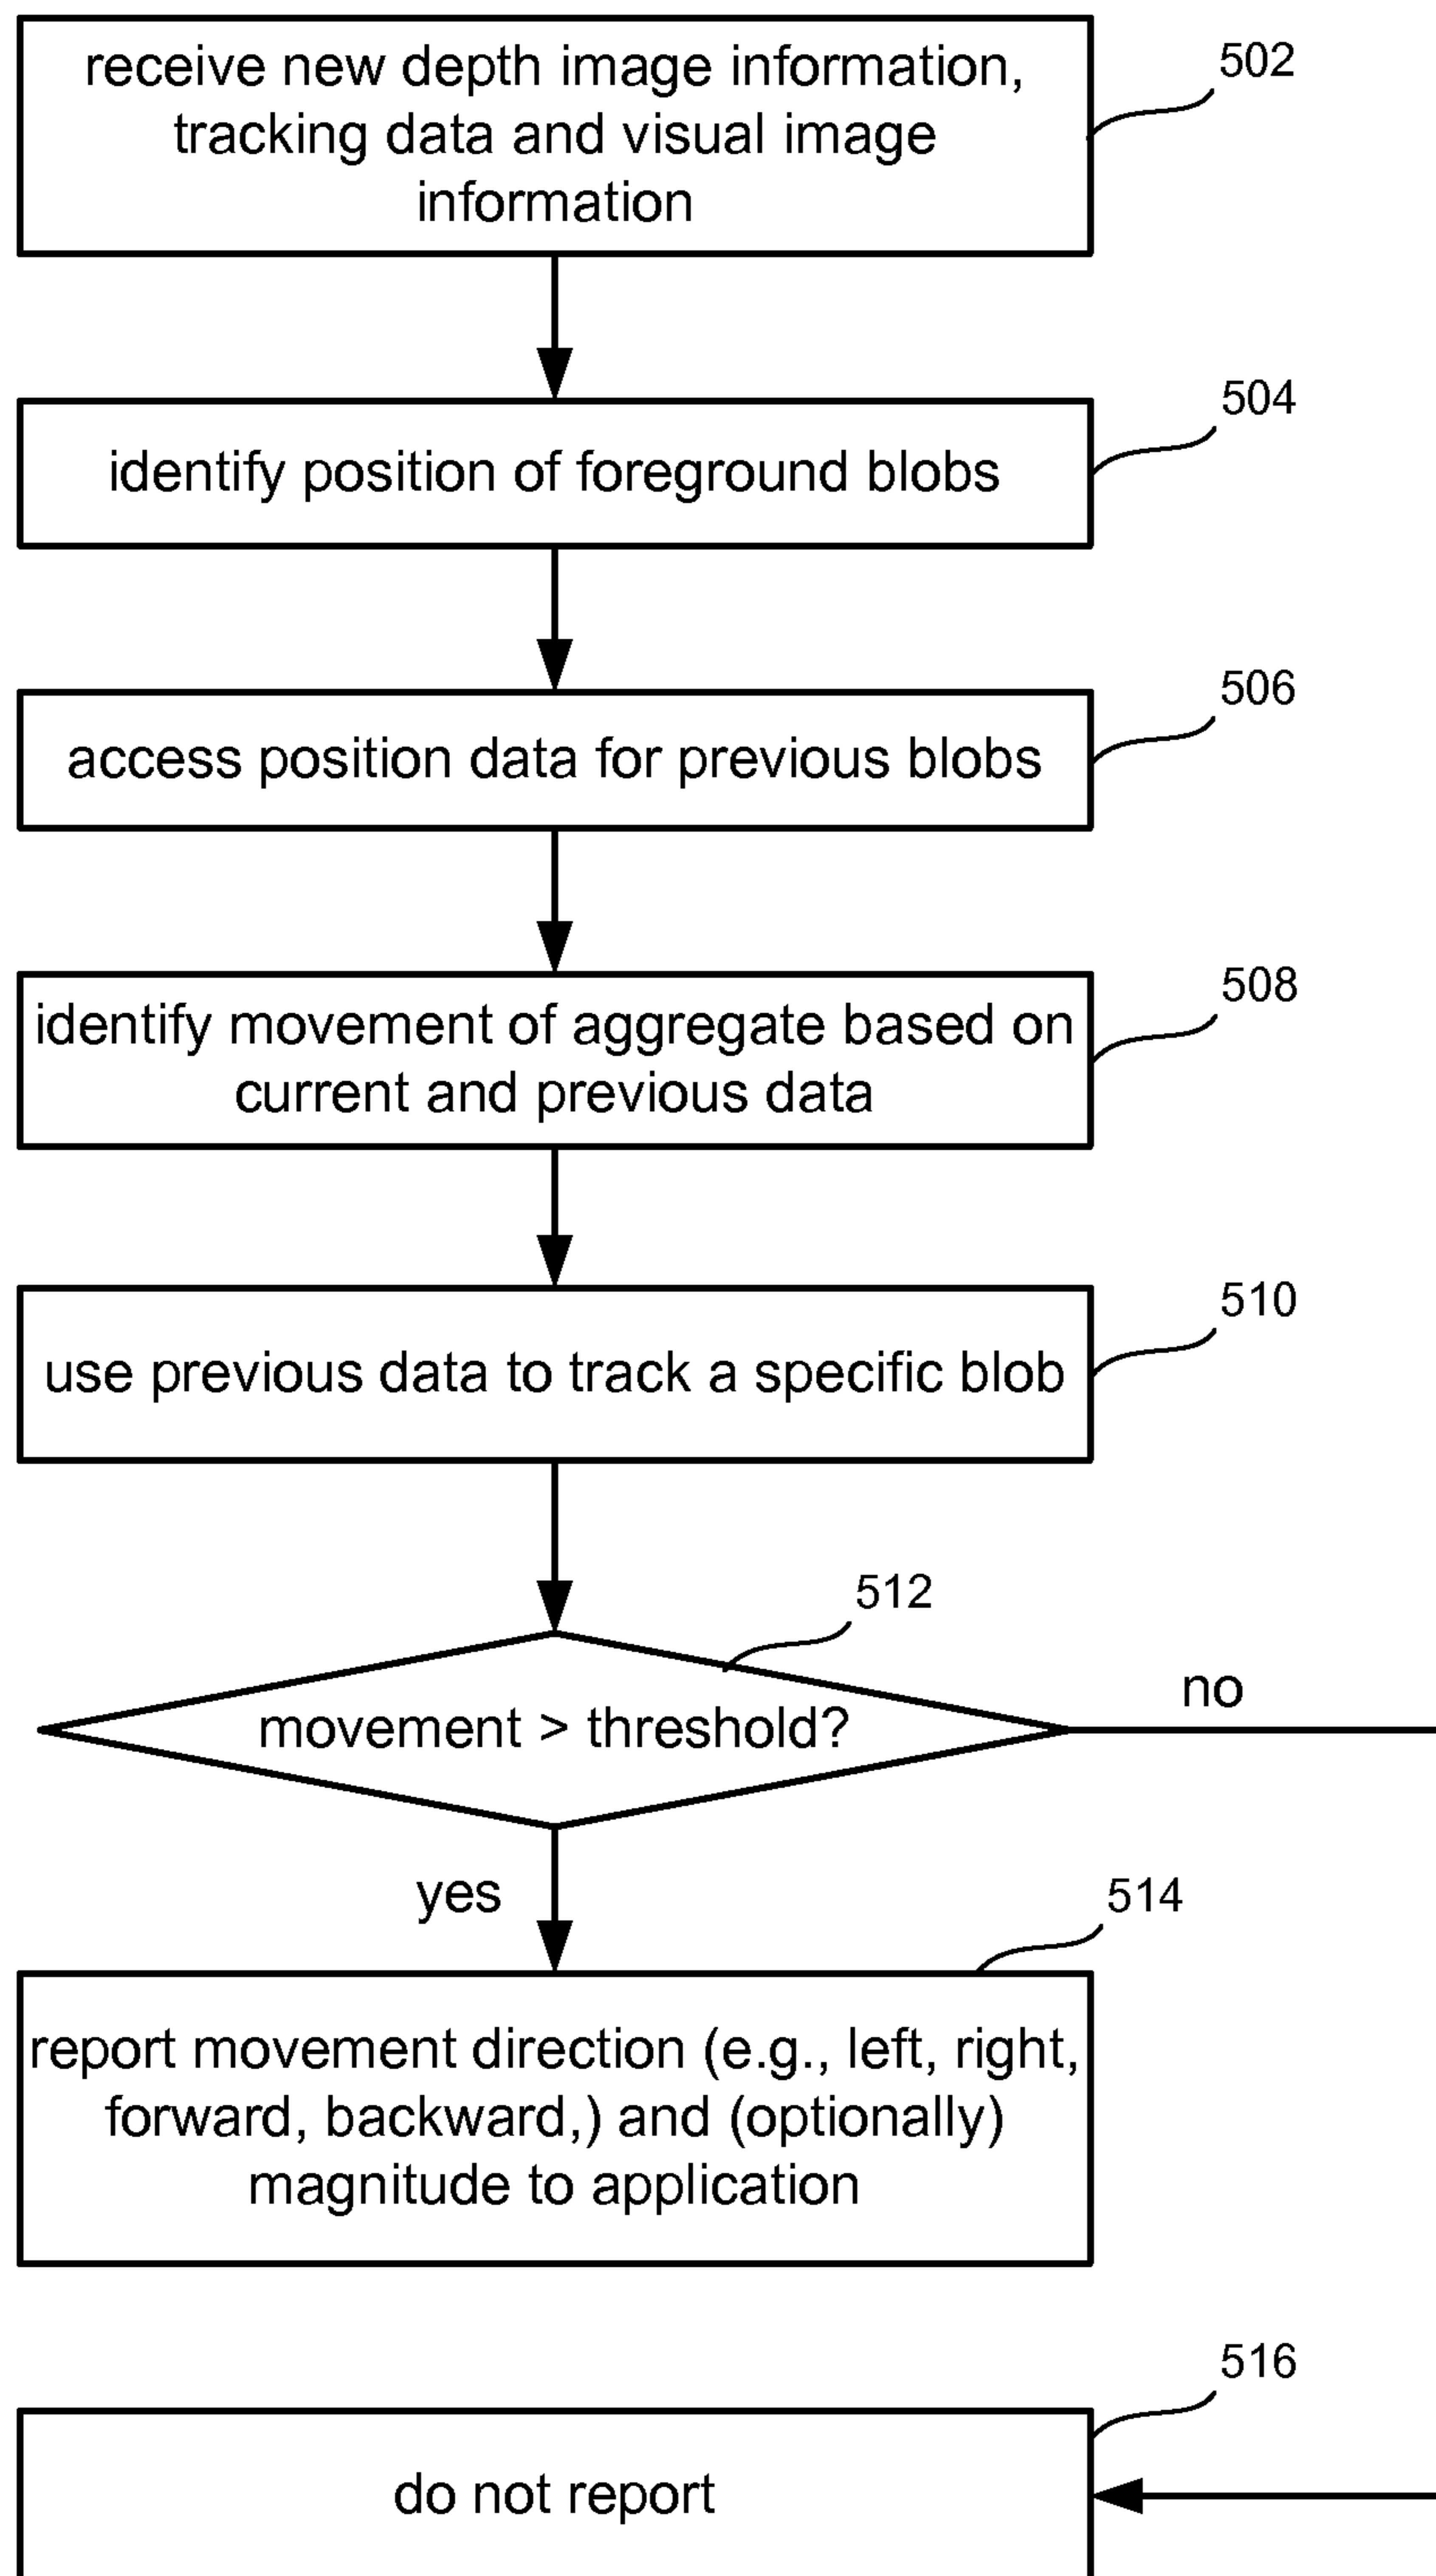 receive new depth image information,
tracking data and visual image
information
502
identify position of foreground blobs
504
access position data for previous blobs
506
identify movement of aggregate based on
current and previous data
508
use previous data to track a specific blob
510
512
movement > threshold?
no
yes
514
report movement direction (e.g., left, right,
forward, backward,) and (optionally)
magnitude to application
516
do not report